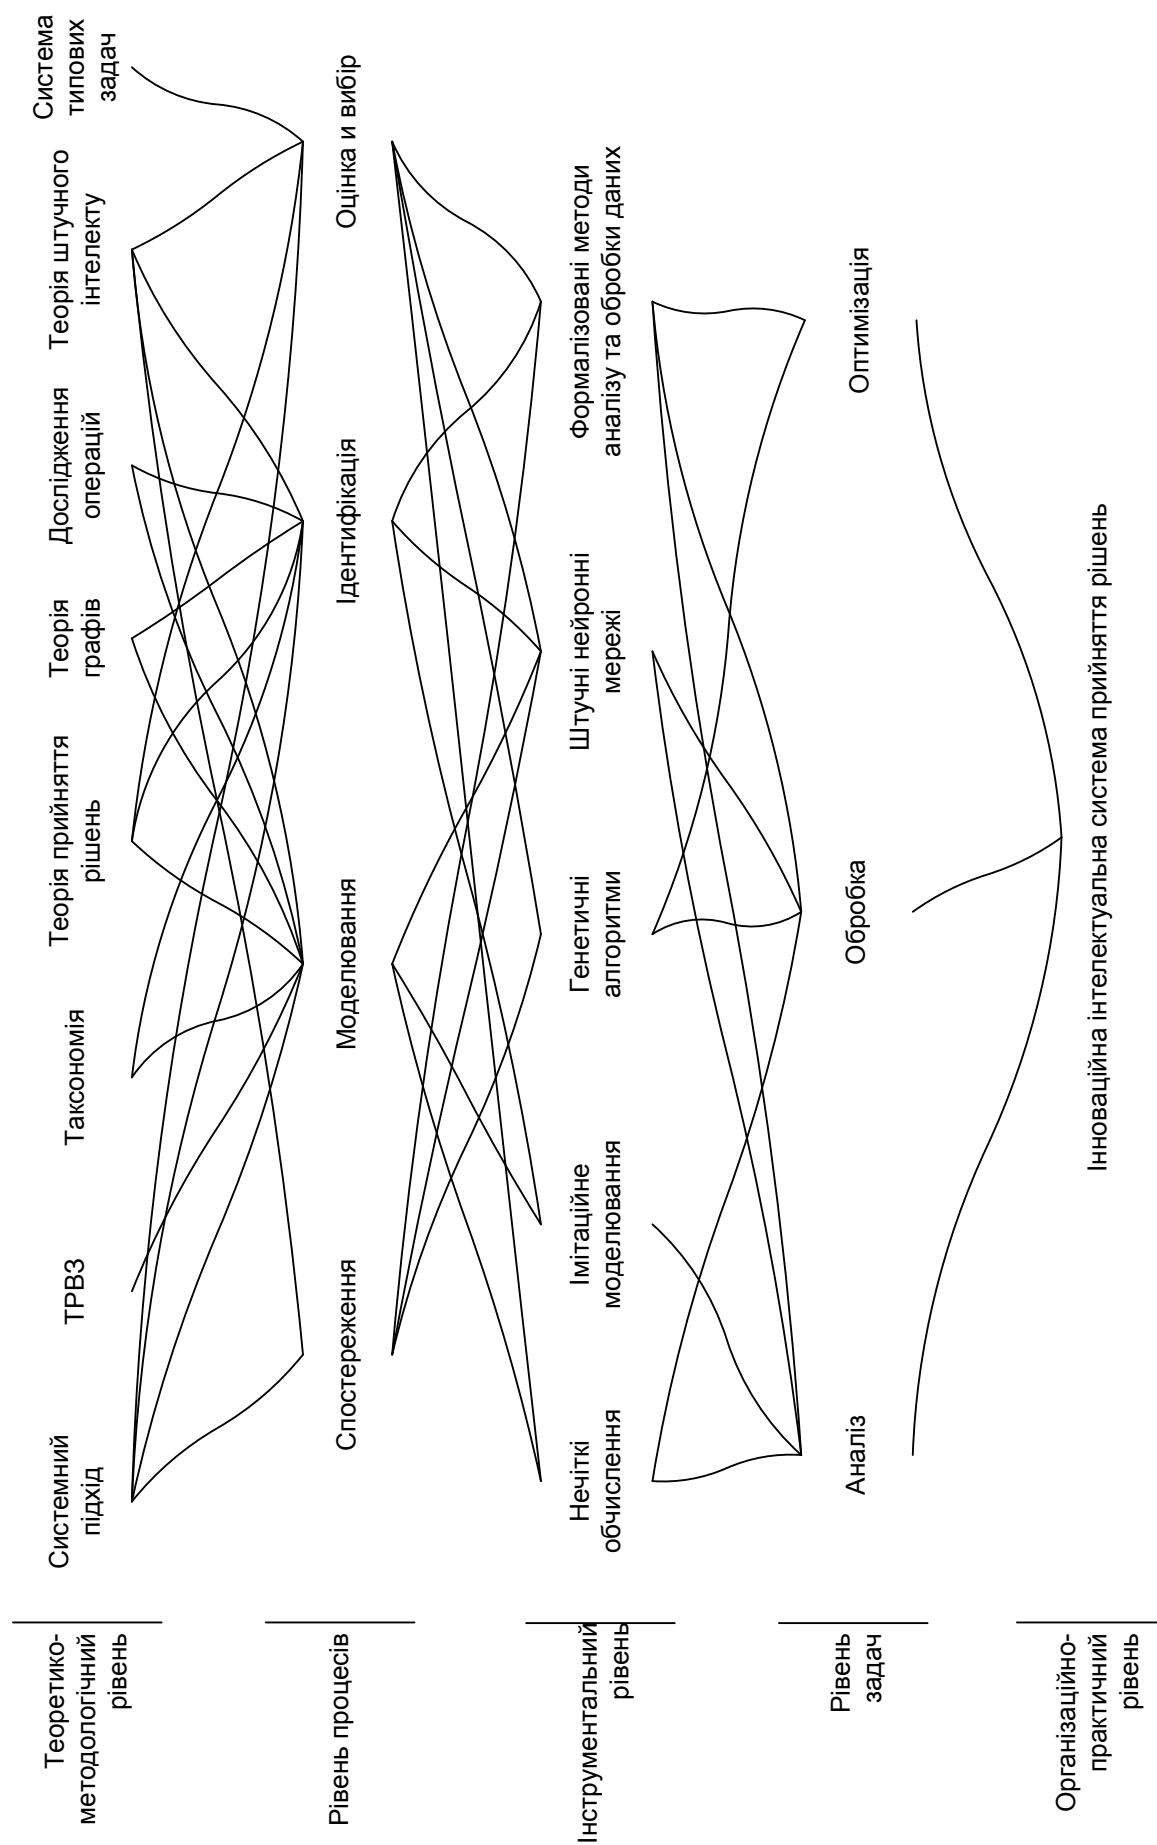 Теоретико-
методологічний
рівень
Системний
підхід
ТРВЗ
Таксономія
Теорія прийняття
рішень
Теорія
графів
Дослідження
операцій
Теорія штучного
інтелекту
Система
типових
задач
Рівень процесів
Спостереження
Моделювання
Ідентифікація
Оцінка и вибір
Інструментальний
рівень
Нечіткі
обчислення
Імітаційне
моделювання
Генетичні
алгоритми
Штучні нейронні
мережі
Формалізовані методи
аналізу та обробки даних
Рівень
задач
Аналіз
Обробка
Оптимізація
Організаційно-
практичний
рівень
Інноваційна інтелектуальна система прийняття рішень